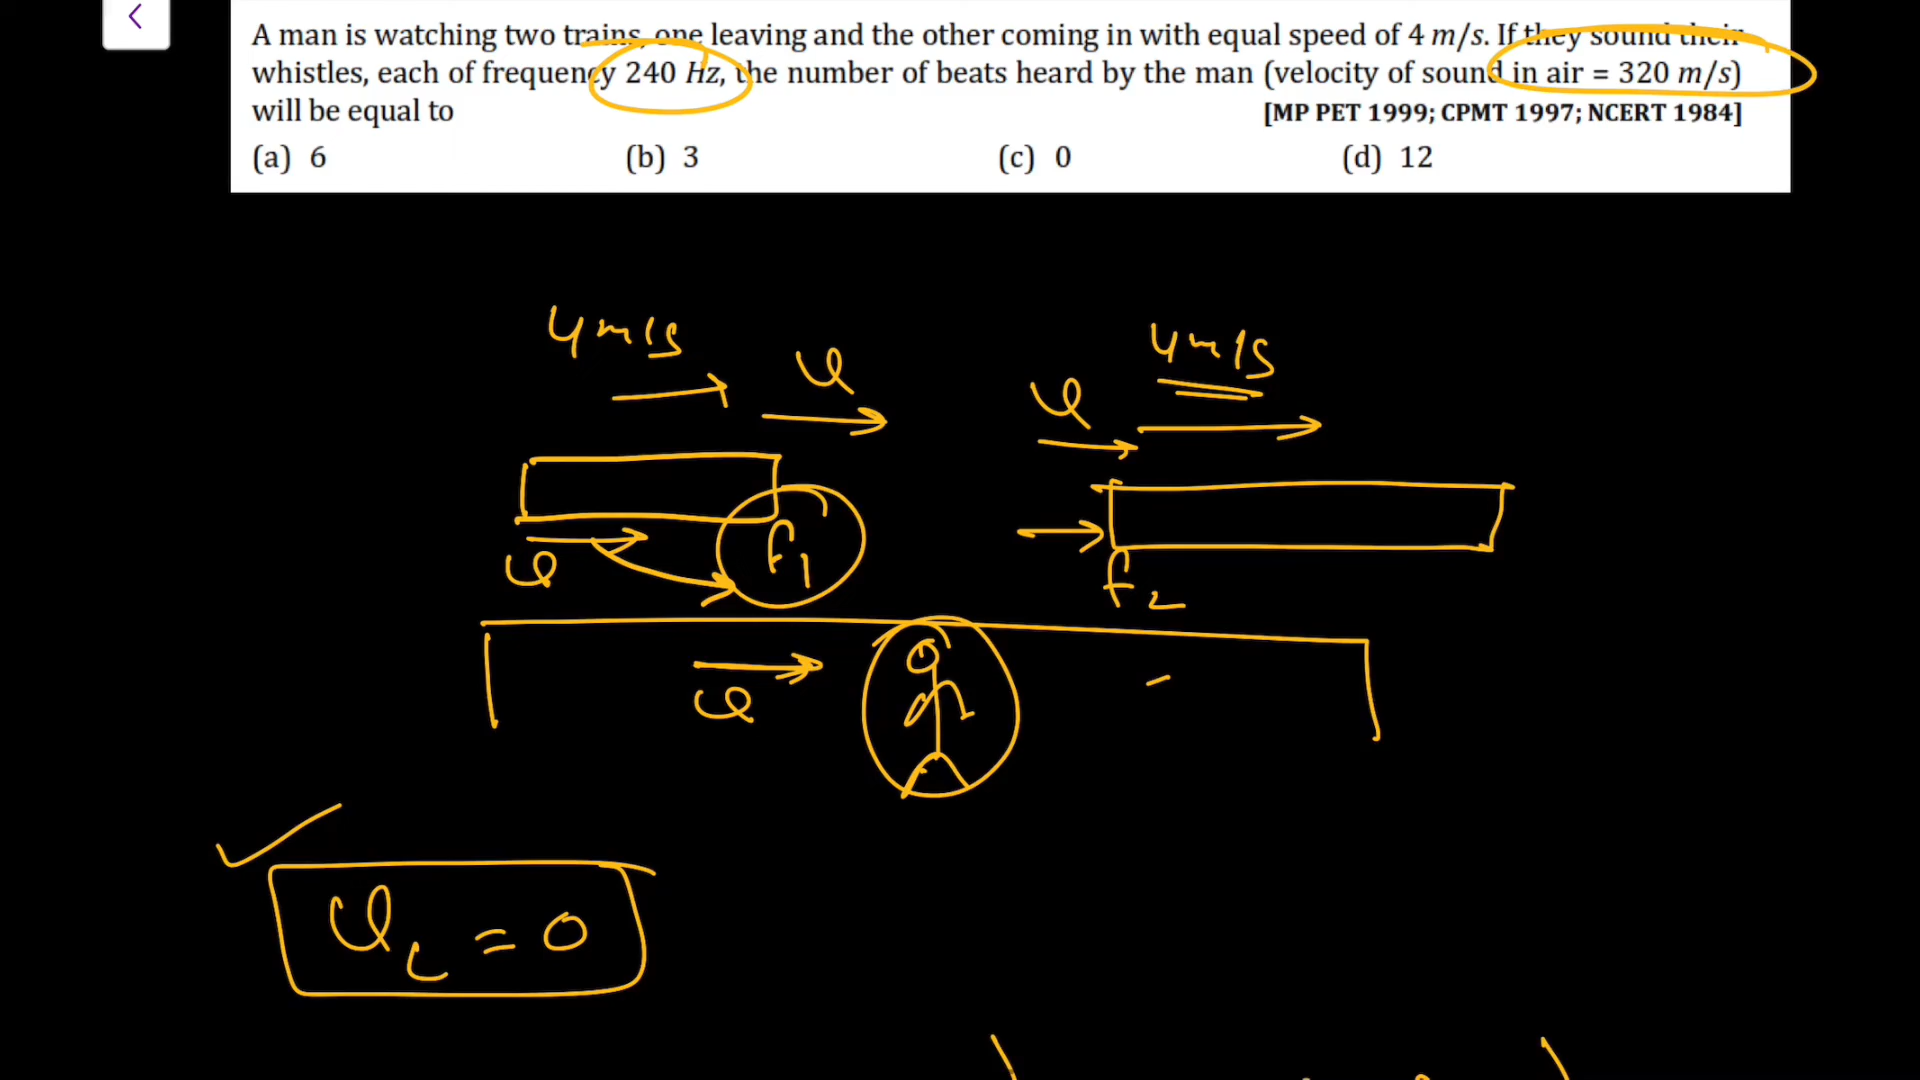 A man is watching two trains, one leaving and the other coming in with equal speed of 4 m/s. If they sound their
whistles, each of frequency 240 Hz, the number of beats heard by the man (velocity of sound in air = 320 m/s)
will be equal to [MP PET 1999; CPMT 1997; NCERT 1984]
(a) 6 (b) 3 (c) 0 (d) 12
4 m/s
4 m/s
f₁
f₂
= 0